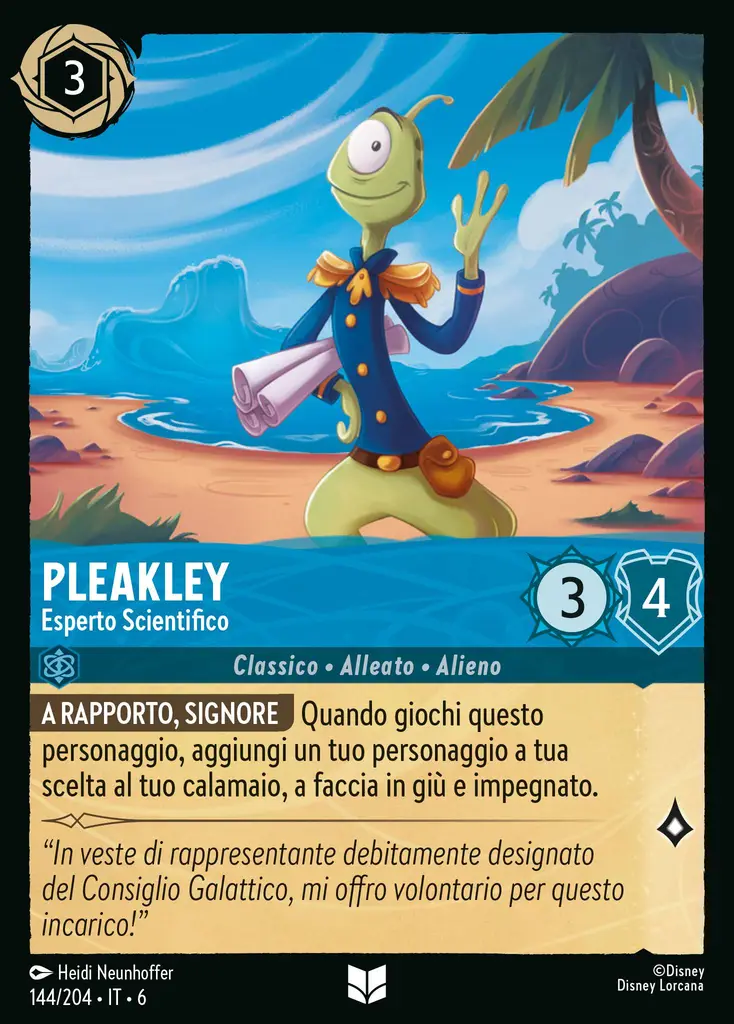 3
PLEAKLEY
Esperto Scientifico
3
4
Classico • Alleato • Alieno
A RAPPORTO, SIGNORE Quando giochi questo
personaggio, aggiungi un tuo personaggio a tua
scelta al tuo calamaio, a faccia in giù e impegnato.
“In veste di rappresentante debitamente designato
del Consiglio Galattico, mi offro volontario per questo
incarico!”
Heidi Neunhoffer
144/204 • IT • 6
©Disney
Disney Lorcana